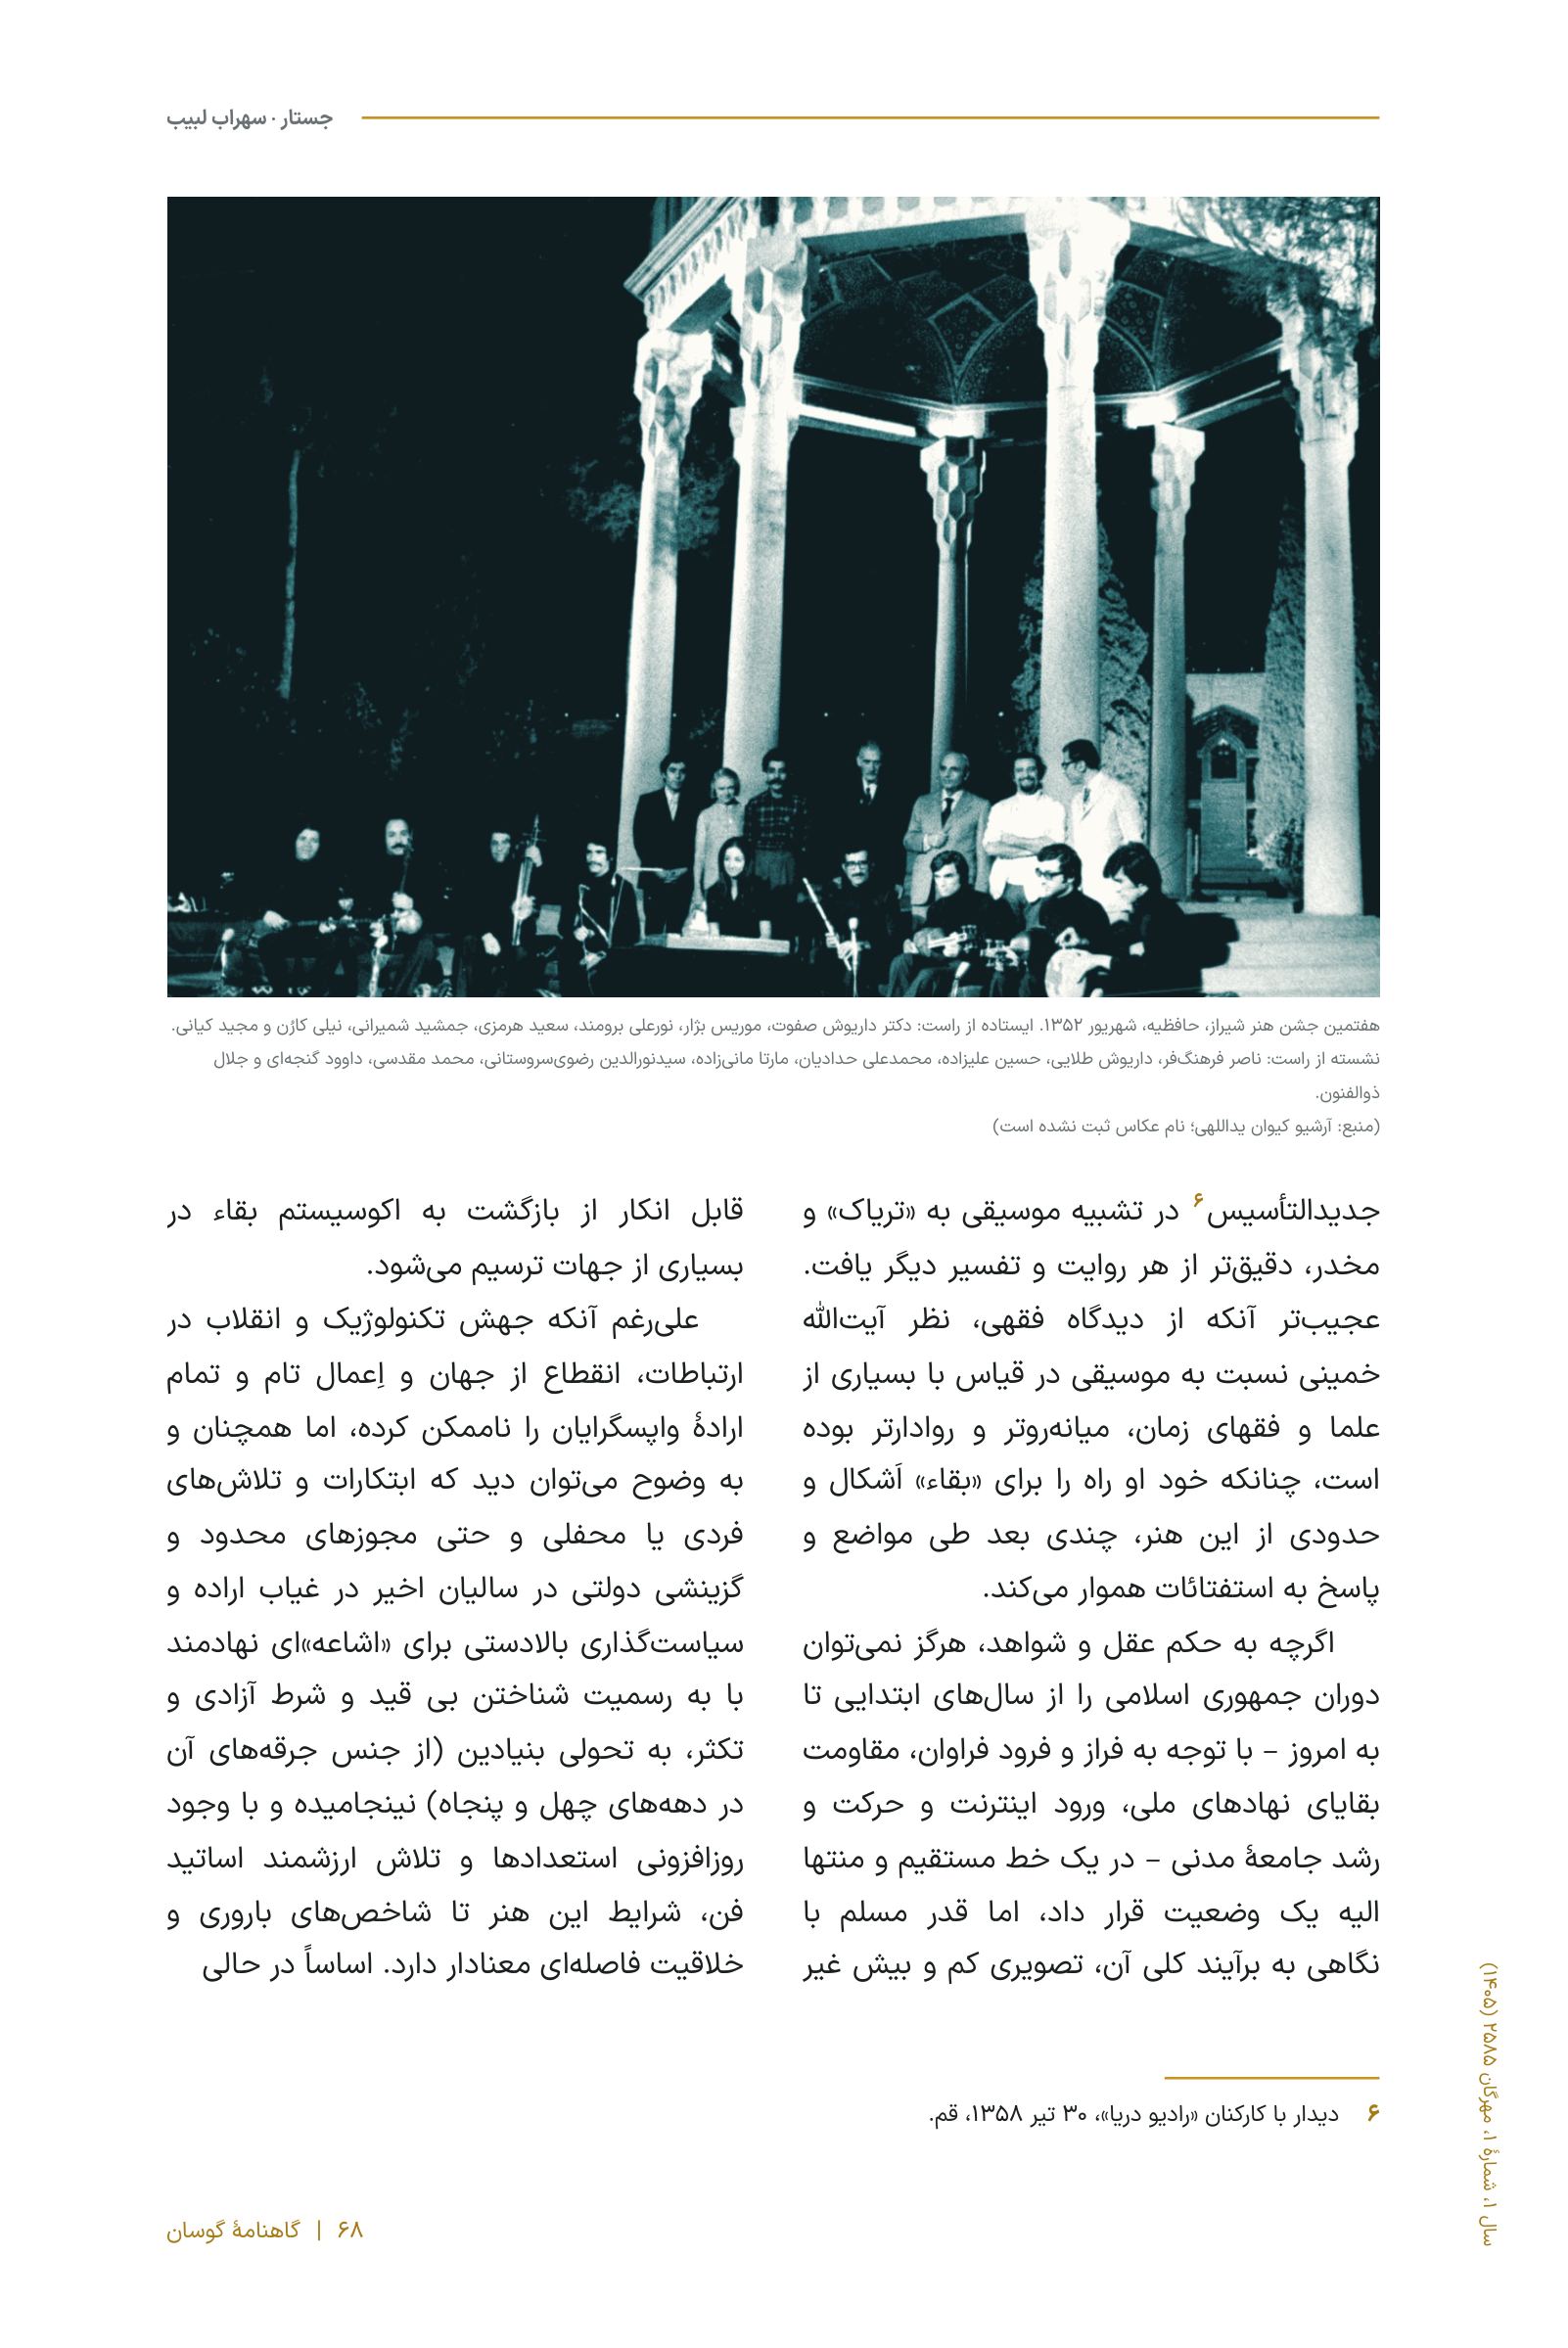 جستار · سهراب لبیب
هفتمین جشن هنر شیراز، حافظیه، شهریور ۱۳۵۲. ایستاده از راست: دکتر داریوش صفوت، موریس بژار، نورعلی برومند، سعید هرمزی، جمشید شمیرانی، نیلی کاژن و مجید کیانی.
نشسته از راست: ناصر فرهنگ‌فر، داریوش طلایی، حسین علیزاده، محمدعلی حدادیان، مارتا مانی‌زاده، سیدنورالدین رضوی‌سروستانی، محمد مقدسی، داوود گنجه‌ای و جلال
ذوالفنون.
(منبع: آرشیو کیوان یداللهی؛ نام عکاس ثبت نشده است)
جدیدالتأسیس۶ در تشبیه موسیقی به «تریاک» و
مخدر، دقیق‌تر از هر روایت و تفسیر دیگر یافت.
عجیب‌تر آنکه از دیدگاه فقهی، نظر آیت‌الله
خمینی نسبت به موسیقی در قیاس با بسیاری از
علما و فقهای زمان، میانه‌روتر و روادارتر بوده
است، چنانکه خود او راه را برای «بقاء» اَشکال و
حدودی از این هنر، چندی بعد طی مواضع و
پاسخ به استفتائات هموار می‌کند.
اگرچه به حکم عقل و شواهد، هرگز نمی‌توان
دوران جمهوری اسلامی را از سال‌های ابتدایی تا
به امروز – با توجه به فراز و فرود فراوان، مقاومت
بقایای نهادهای ملی، ورود اینترنت و حرکت و
رشد جامعهٔ مدنی – در یک خط مستقیم و منتها
الیه یک وضعیت قرار داد، اما قدر مسلم با
نگاهی به برآیند کلی آن، تصویری کم و بیش غیر
قابل انکار از بازگشت به اکوسیستم بقاء در
بسیاری از جهات ترسیم می‌شود.
علی‌رغم آنکه جهش تکنولوژیک و انقلاب در
ارتباطات، انقطاع از جهان و اِعمال تام و تمام
ارادهٔ واپسگرایان را ناممکن کرده، اما همچنان و
به وضوح می‌توان دید که ابتکارات و تلاش‌های
فردی یا محفلی و حتی مجوزهای محدود و
گزینشی دولتی در سالیان اخیر در غیاب اراده و
سیاست‌گذاری بالادستی برای «اشاعه»ای نهادمند
با به رسمیت شناختن بی قید و شرط آزادی و
تکثر، به تحولی بنیادین (از جنس جرقه‌های آن
در دهه‌های چهل و پنجاه) نینجامیده و با وجود
روزافزونی استعدادها و تلاش ارزشمند اساتید
فن، شرایط این هنر تا شاخص‌های باروری و
خلاقیت فاصله‌ای معنادار دارد. اساساً در حالی
۶ دیدار با کارکنان «رادیو دریا»، ۳۰ تیر ۱۳۵۸، قم.
سال ۱، شمارهٔ ۱، مهرگان ۲۵۸۵ (۱۴۰۵)
۶۸ | گاهنامهٔ گوسان